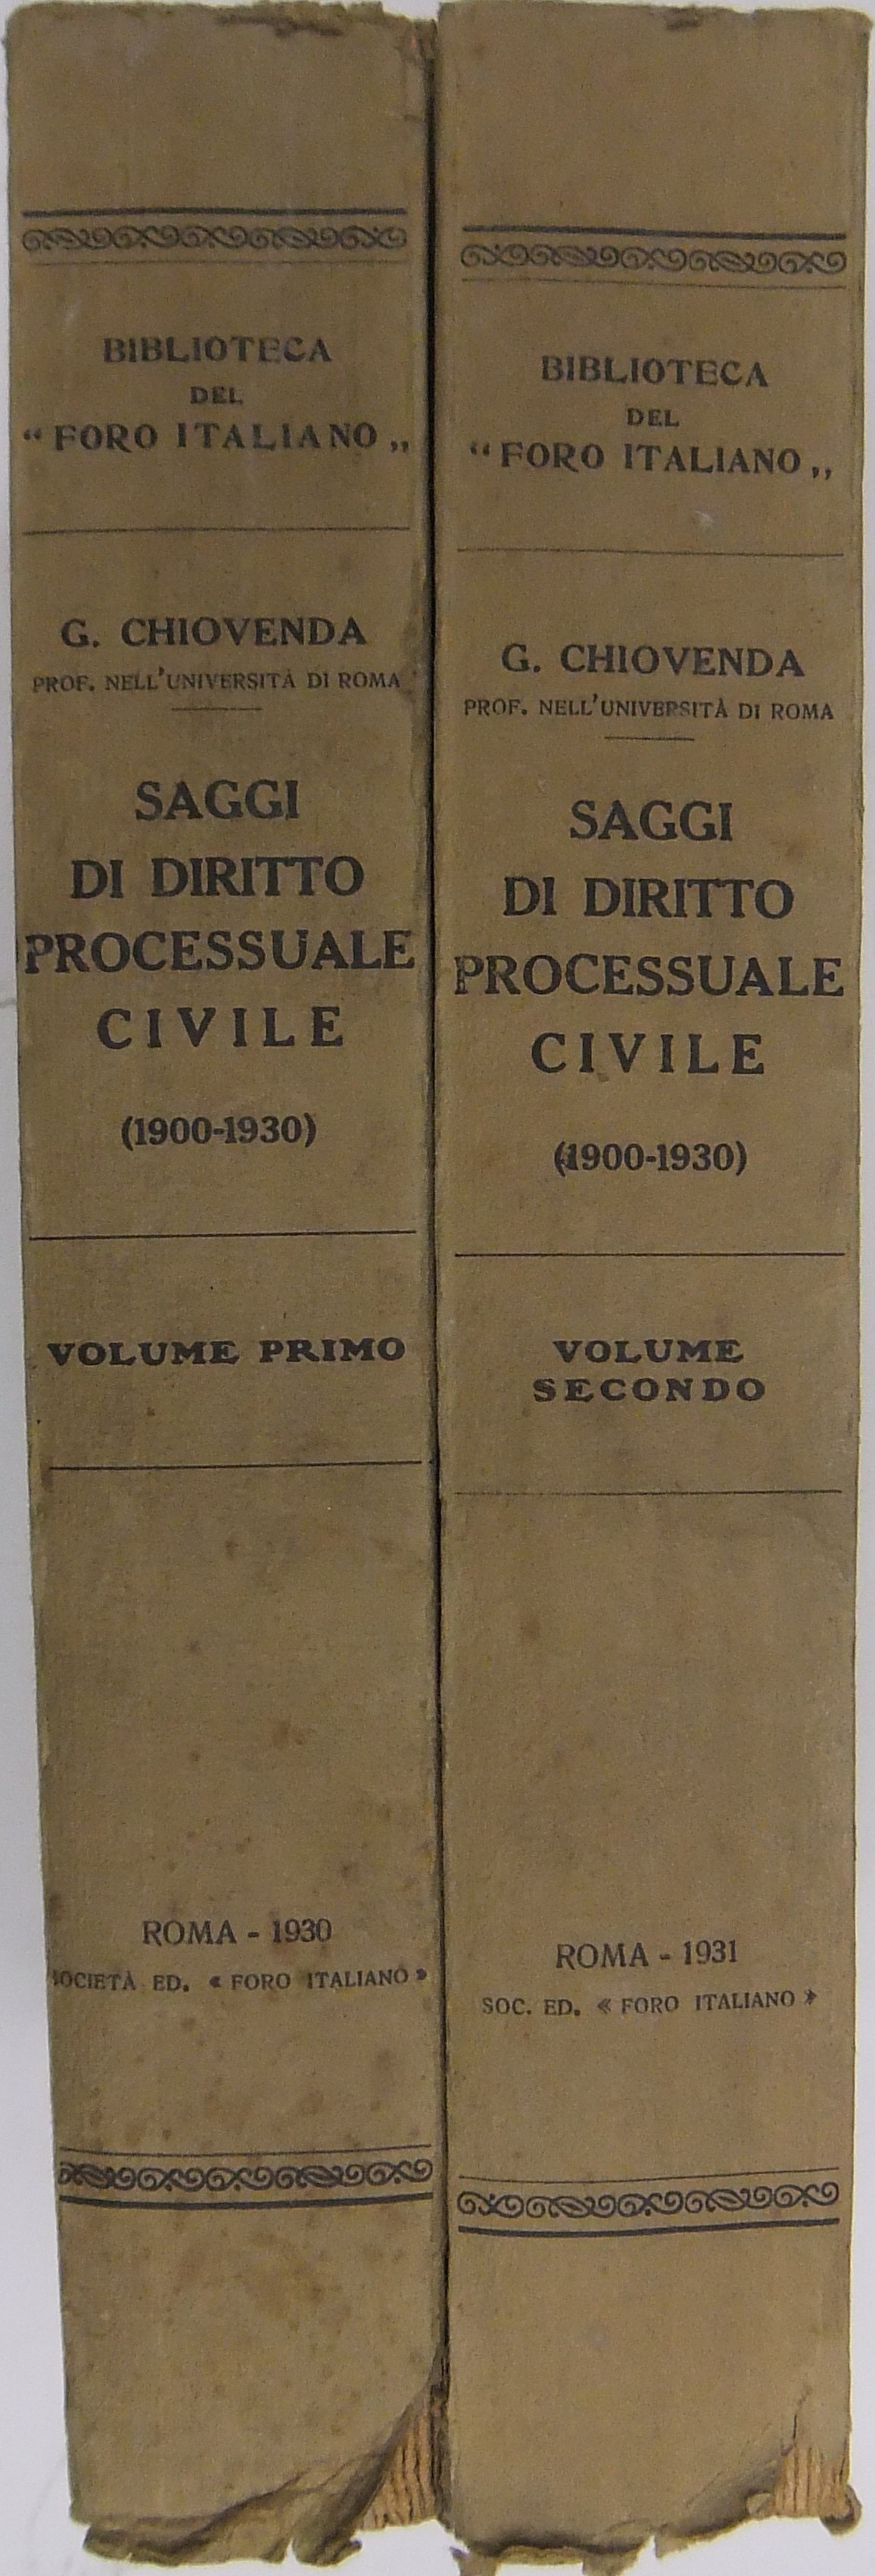 BIBLIOTECA
DEL
“ FORO ITALIANO „
G. CHIOVENDA
PROF. NELL'UNIVERSITÀ DI ROMA
SAGGI
DI DIRITTO
PROCESSUALE
CIVILE
(1900-1930)
VOLUME PRIMO
ROMA - 1930
SOCIETÀ ED. « FORO ITALIANO »
BIBLIOTECA
DEL
“ FORO ITALIANO „
G. CHIOVENDA
PROF. NELL'UNIVERSITÀ DI ROMA
SAGGI
DI DIRITTO
PROCESSUALE
CIVILE
(1900-1930)
VOLUME
SECONDO
ROMA - 1931
SOC. ED. « FORO ITALIANO »